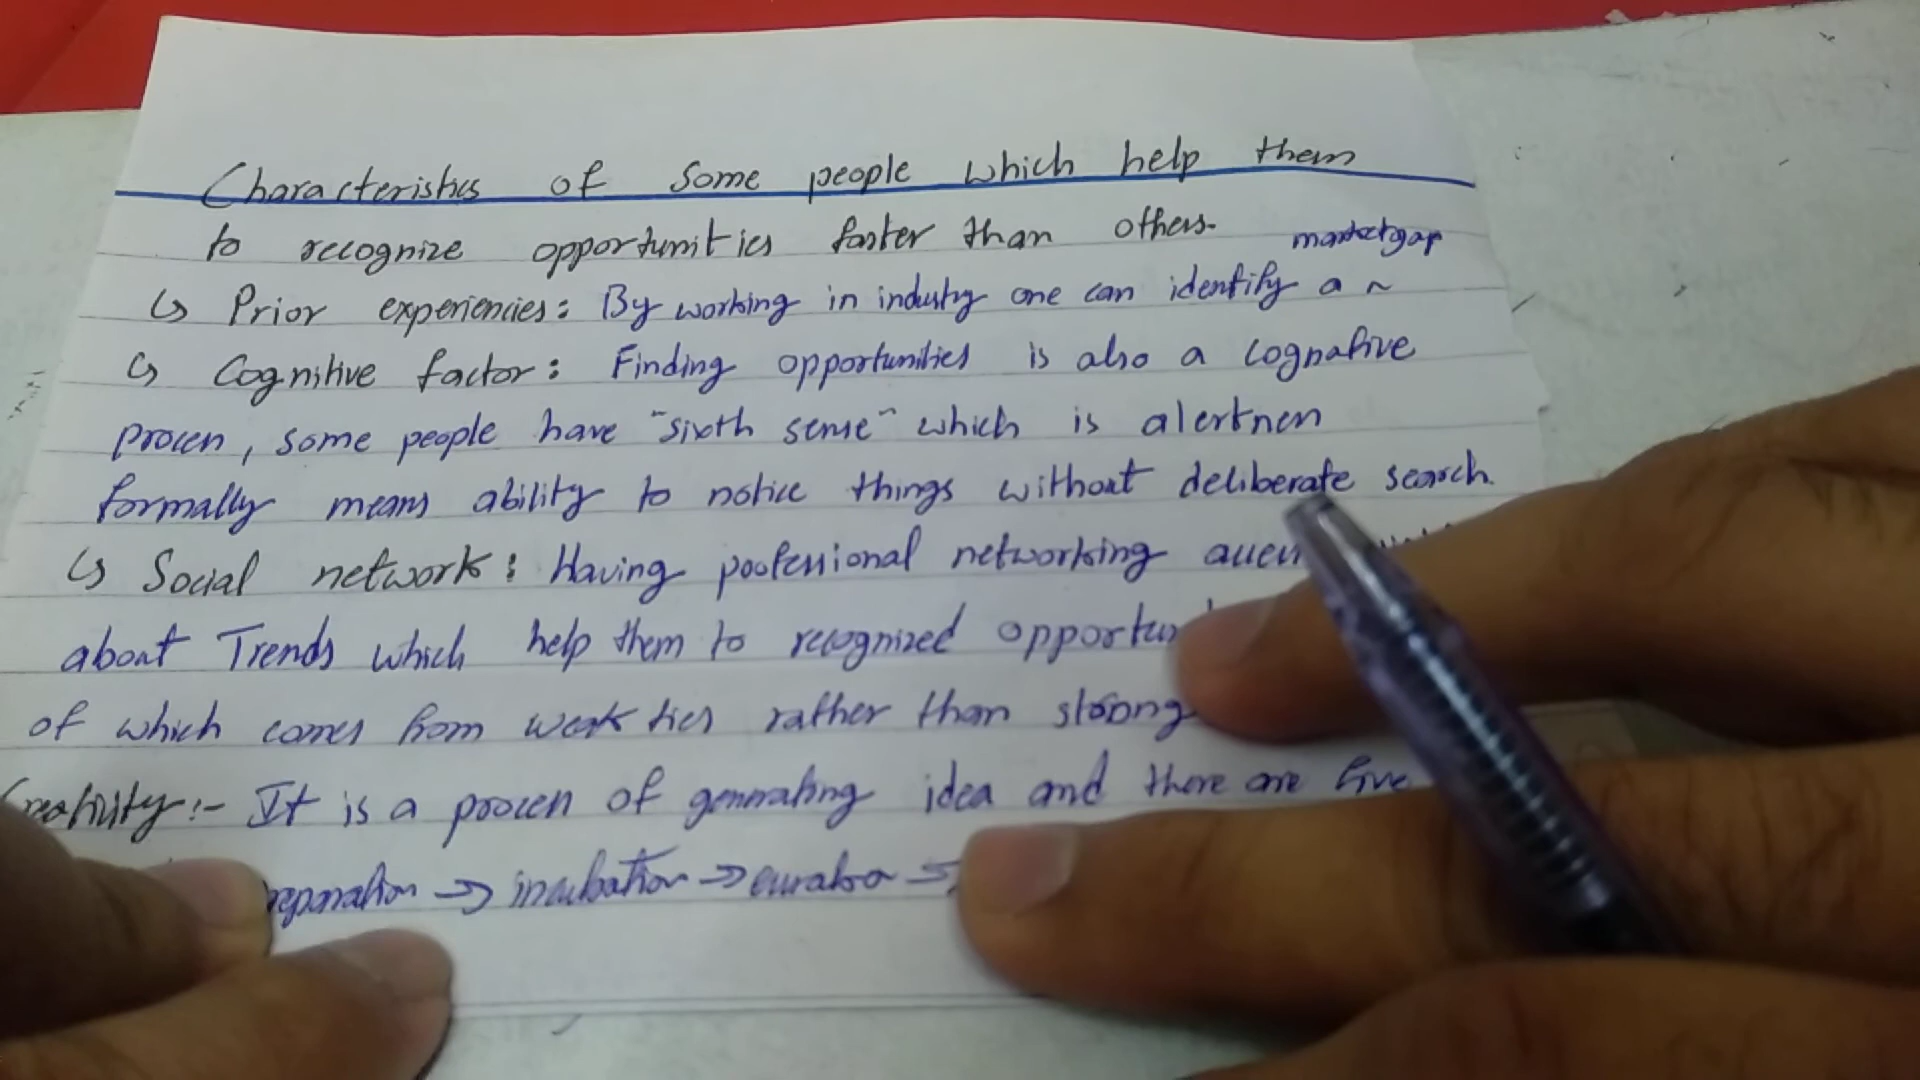 Characteristics of some people which help them
to recognize opportunities faster than others.
marketgap
↳ Prior experiencies: By working in industry one can identify a ~
↳ Cognitive factor: Finding opportunities is also a cognative
process, some people have "sixth sense" which is alertness
formally means ability to notice things without deliberate search.
↳ Social network: Having professional networking
about Trends which help them to recognized
of which comes from weak ties rather than strong
Creativity:- It is a process of generating idea and there are five
→ incubation →